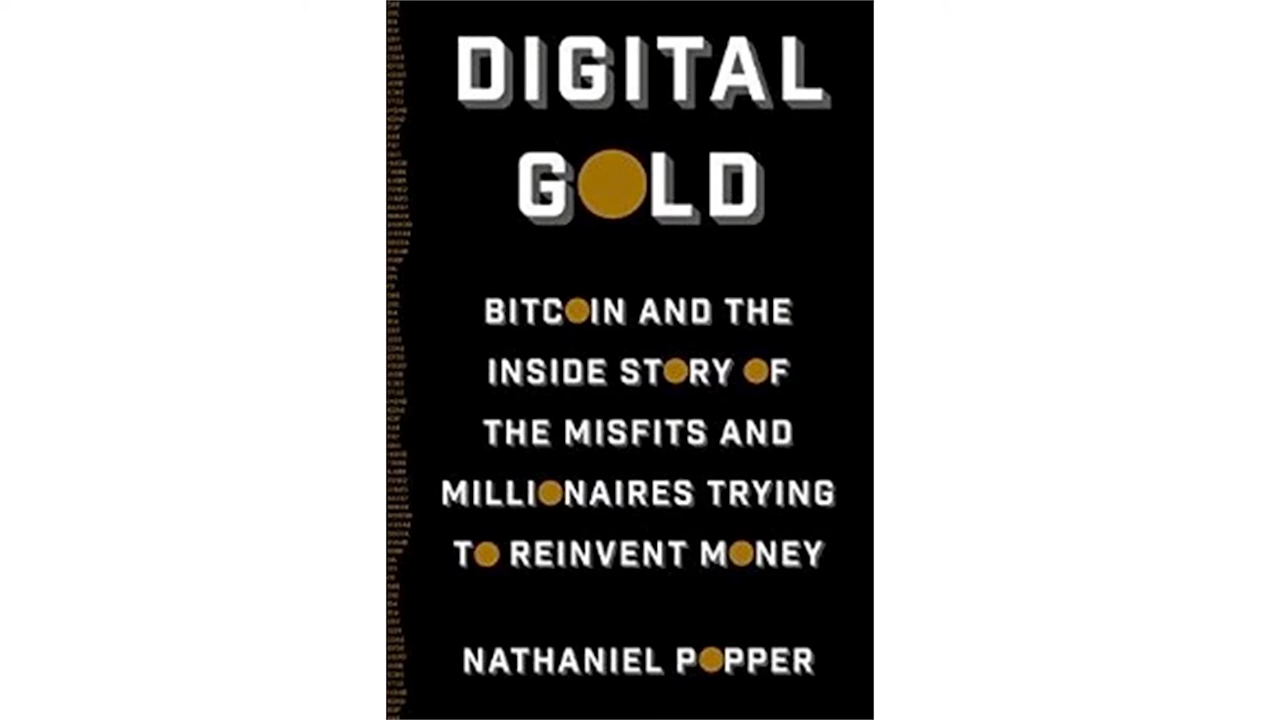 DIGITAL
GOLD
BITCOIN AND THE
INSIDE STORY OF
THE MISFITS AND
MILLIONAIRES TRYING
TO REINVENT MONEY
NATHANIEL POPPER